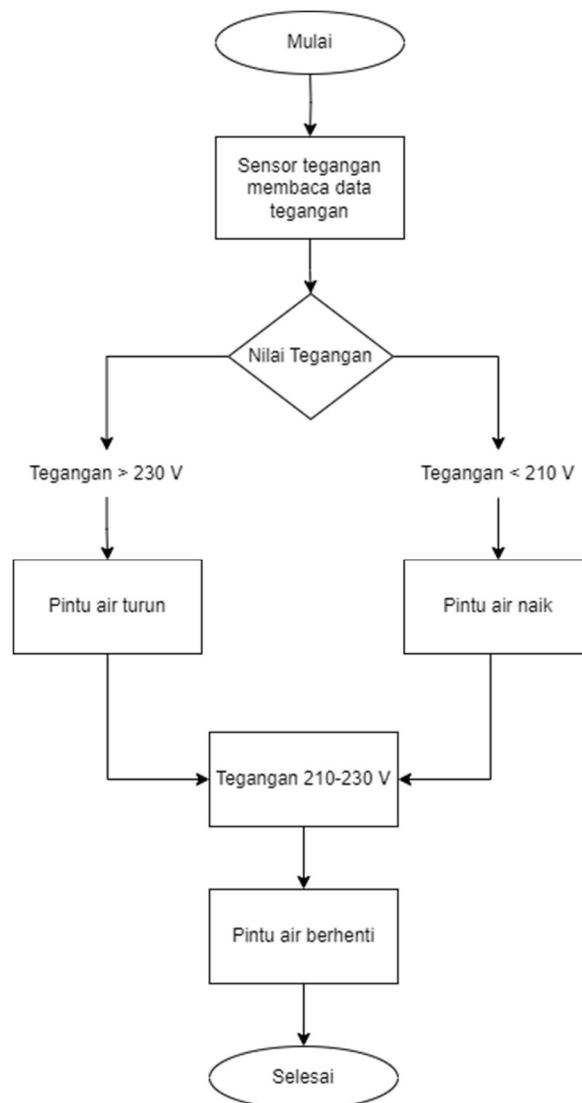 Mulai
Sensor tegangan
membaca data
tegangan
Nilai Tegangan
Tegangan > 230 V
Tegangan < 210 V
Pintu air turun
Pintu air naik
Tegangan 210-230 V
Pintu air berhenti
Selesai